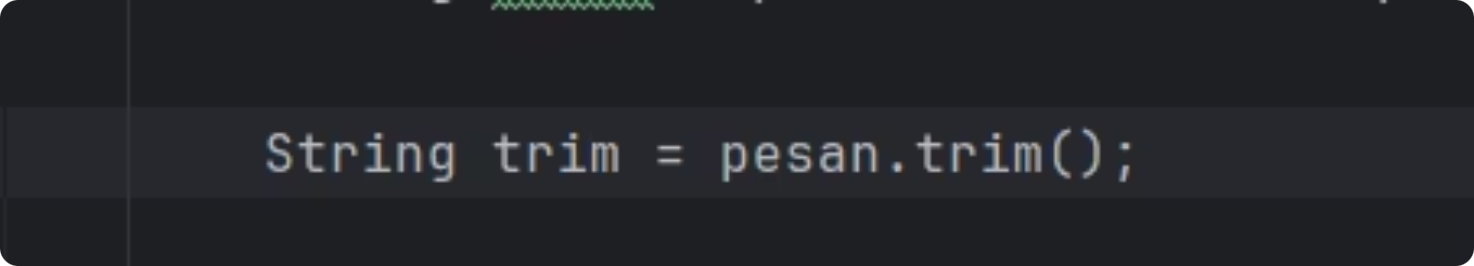 String trim = pesan.trim();